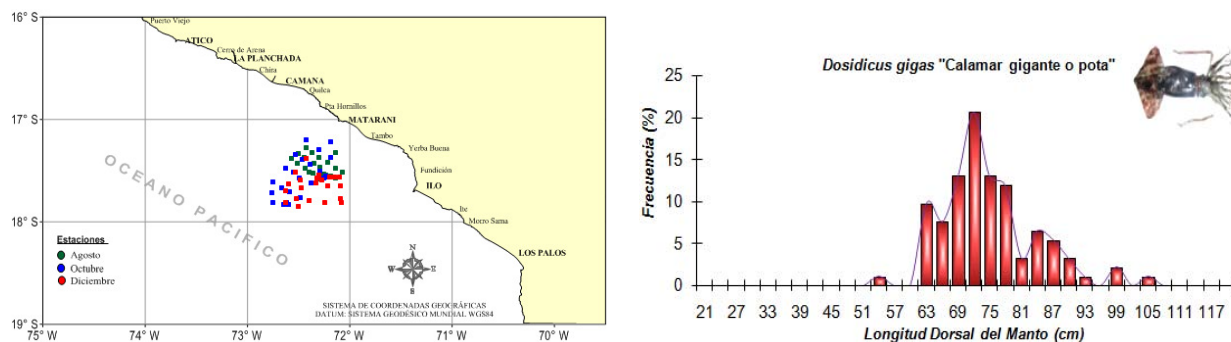 16° S
17° S
18° S
19° S
75° W
74° W
73° W
72° W
71° W
70° W
Puerto Viejo
ATICO
Cerro de Arena
LA PLANCHADA
Chira
CAMANA
Quilca
Pta Hornillos
MATARANI
Tambo
Yerba Buena
Fundición
ILO
Ite
Morro Sama
LOS PALOS
OCEANO PACIFICO
Estaciones
Agosto
Octubre
Diciembre
N
W E
S
SISTEMA DE COORDENADAS GEOGRÁFICAS
DATUM: SISTEMA GEODÉSICO MUNDIAL WGS84
Dosidicus gigas "Calamar gigante o pota"
Frecuencia (%)
25
20
15
10
5
0
21 27 33 39 45 51 57 63 69 75 81 87 93 99 105 111 117
Longitud Dorsal del Manto (cm)